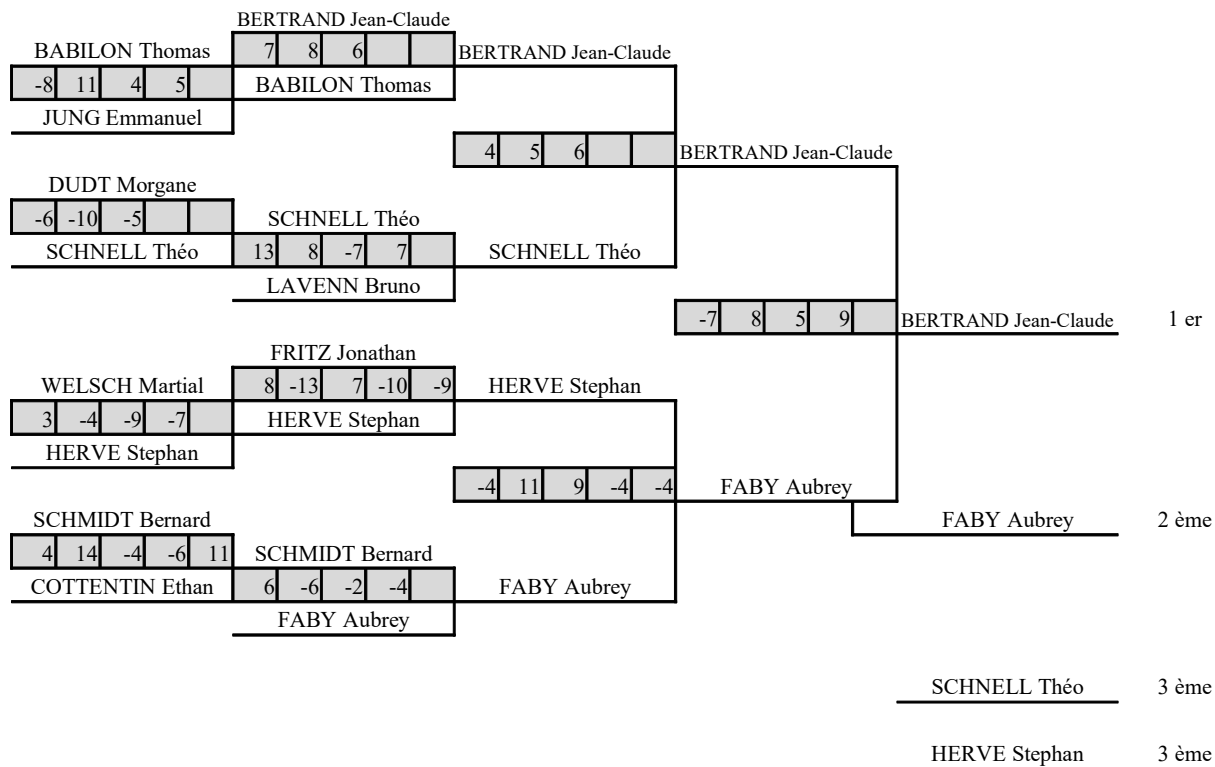 BERTRAND Jean-Claude
BABILON Thomas 7 8 6 BERTRAND Jean-Claude
-8 11 4 5 BABILON Thomas
JUNG Emmanuel
4 5 6 BERTRAND Jean-Claude
DUDT Morgane
-6 -10 -5 SCHNELL Théo
SCHNELL Théo 13 8 -7 7 SCHNELL Théo
LAVENN Bruno
-7 8 5 9 BERTRAND Jean-Claude 1 er
FRITZ Jonathan
WELSCH Martial 8 -13 7 -10 -9 HERVE Stephan
3 -4 -9 -7 HERVE Stephan
HERVE Stephan
-4 11 9 -4 -4 FABY Aubrey
SCHMIDT Bernard FABY Aubrey 2 ème
4 14 -4 -6 11 SCHMIDT Bernard
COTTENTIN Ethan 6 -6 -2 -4 FABY Aubrey
FABY Aubrey
SCHNELL Théo 3 ème
HERVE Stephan 3 ème